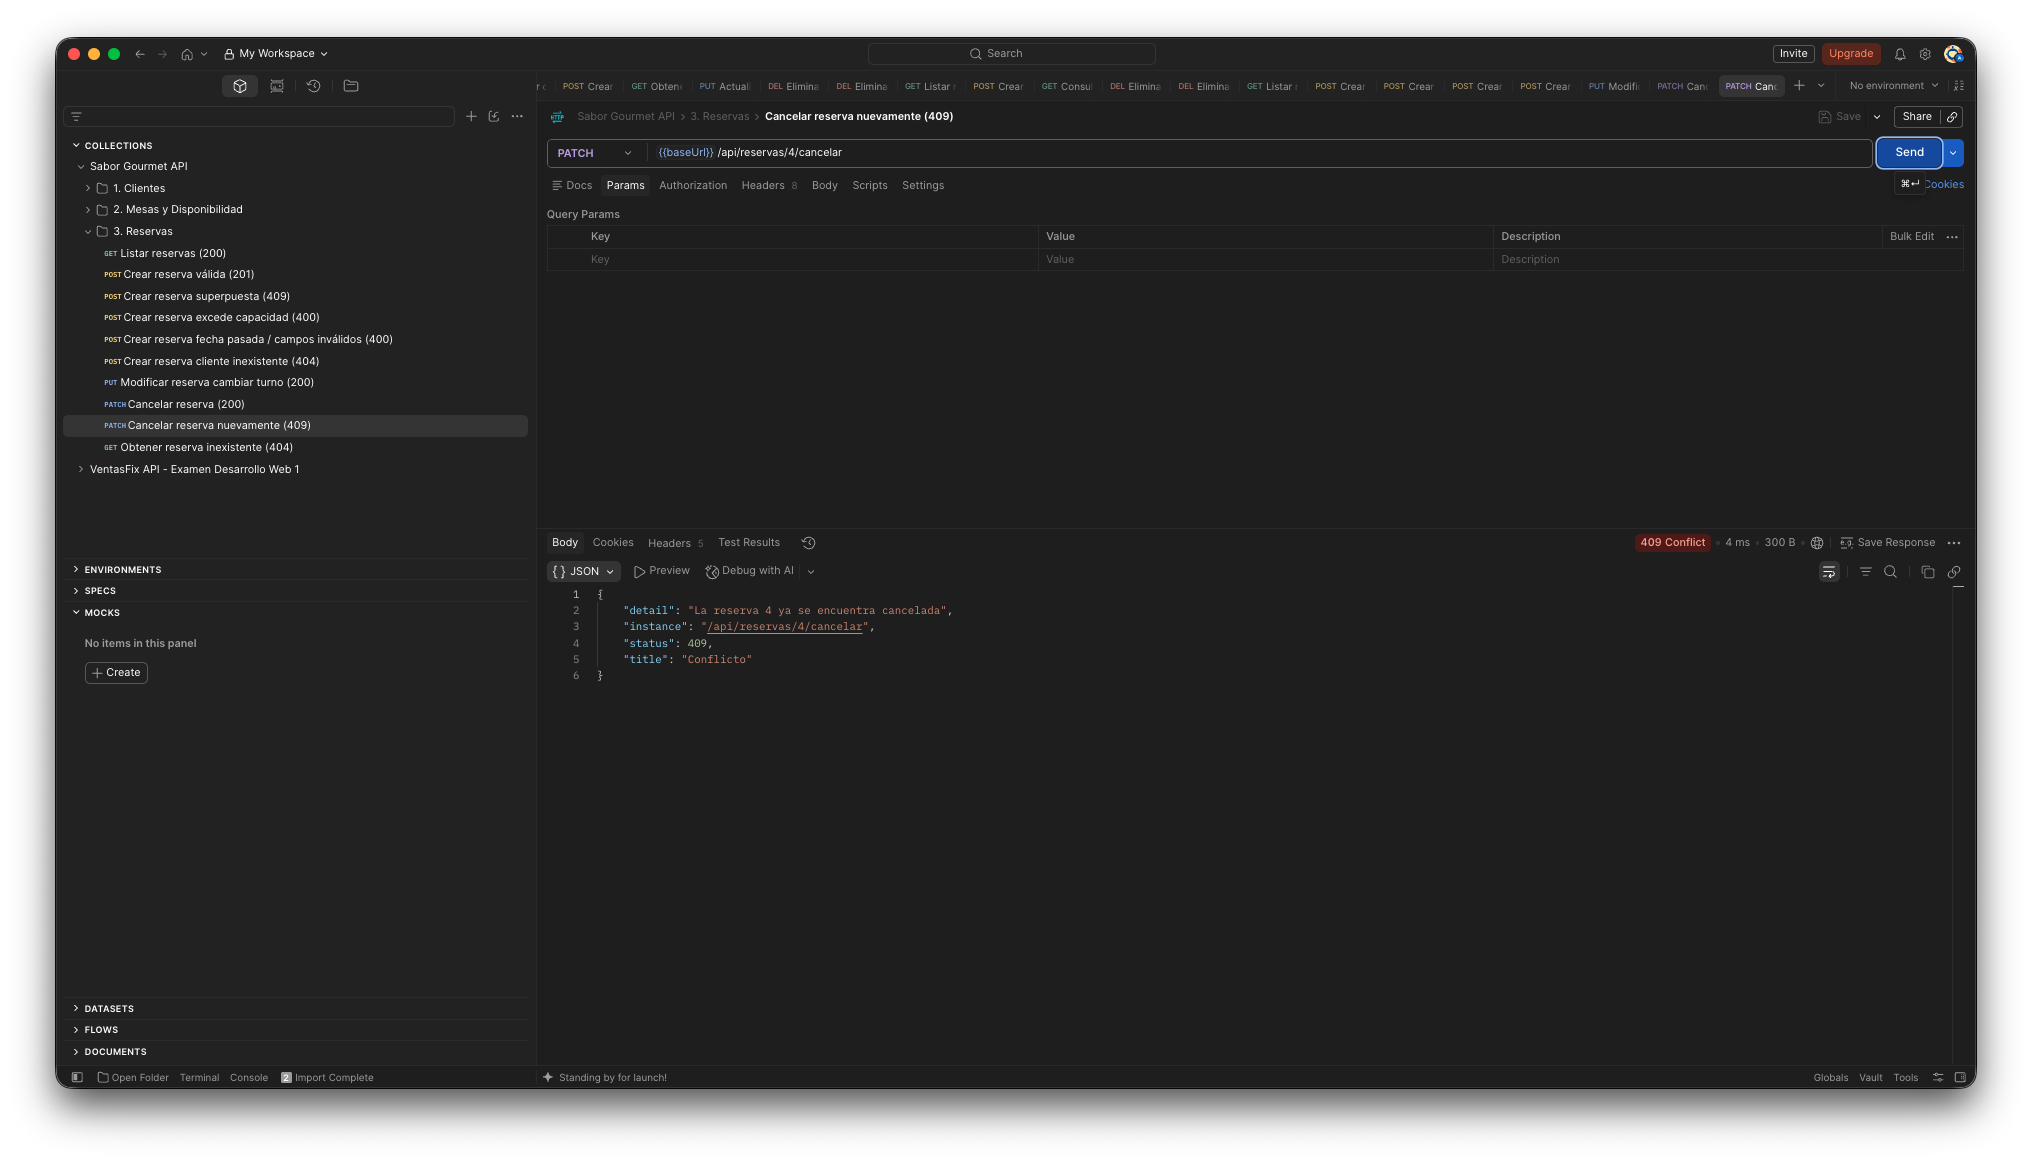 My Workspace
Search
Invite
Upgrade
POST Crear
GET Obten
PUT Actual
DEL Elimina
DEL Elimina
GET Listar
POST Crear
GET Consu
DEL Elimina
DEL Elimina
GET Listar
POST Crear
POST Crear
POST Crear
POST Crear
PUT Modifi
PATCH Can
PATCH Canc
No environment
Sabor Gourmet API > 3. Reservas > Cancelar reserva nuevamente (409)
Save
Share
COLLECTIONS
Sabor Gourmet API
1. Clientes
2. Mesas y Disponibilidad
3. Reservas
GET Listar reservas (200)
POST Crear reserva válida (201)
POST Crear reserva superpuesta (409)
POST Crear reserva excede capacidad (400)
POST Crear reserva fecha pasada / campos inválidos (400)
POST Crear reserva cliente inexistente (404)
PUT Modificar reserva cambiar turno (200)
PATCH Cancelar reserva (200)
PATCH Cancelar reserva nuevamente (409)
GET Obtener reserva inexistente (404)
VentasFix API - Examen Desarrollo Web 1
ENVIRONMENTS
SPECS
MOCKS
No items in this panel
+ Create
DATASETS
FLOWS
DOCUMENTS
PATCH
{{baseUrl}} /api/reservas/4/cancelar
Send
Docs
Params
Authorization
Headers 8
Body
Scripts
Settings
⌘↩
Cookies
Query Params
Key
Value
Description
Bulk Edit
Key
Value
Description
Body
Cookies
Headers 5
Test Results
409 Conflict
4 ms
300 B
e.g.
Save Response
{ } JSON
Preview
Debug with AI
1 {
2 "detail": "La reserva 4 ya se encuentra cancelada",
3 "instance": "/api/reservas/4/cancelar",
4 "status": 409,
5 "title": "Conflicto"
6 }
Open Folder
Terminal
Console
2 Import Complete
Standing by for launch!
Globals
Vault
Tools